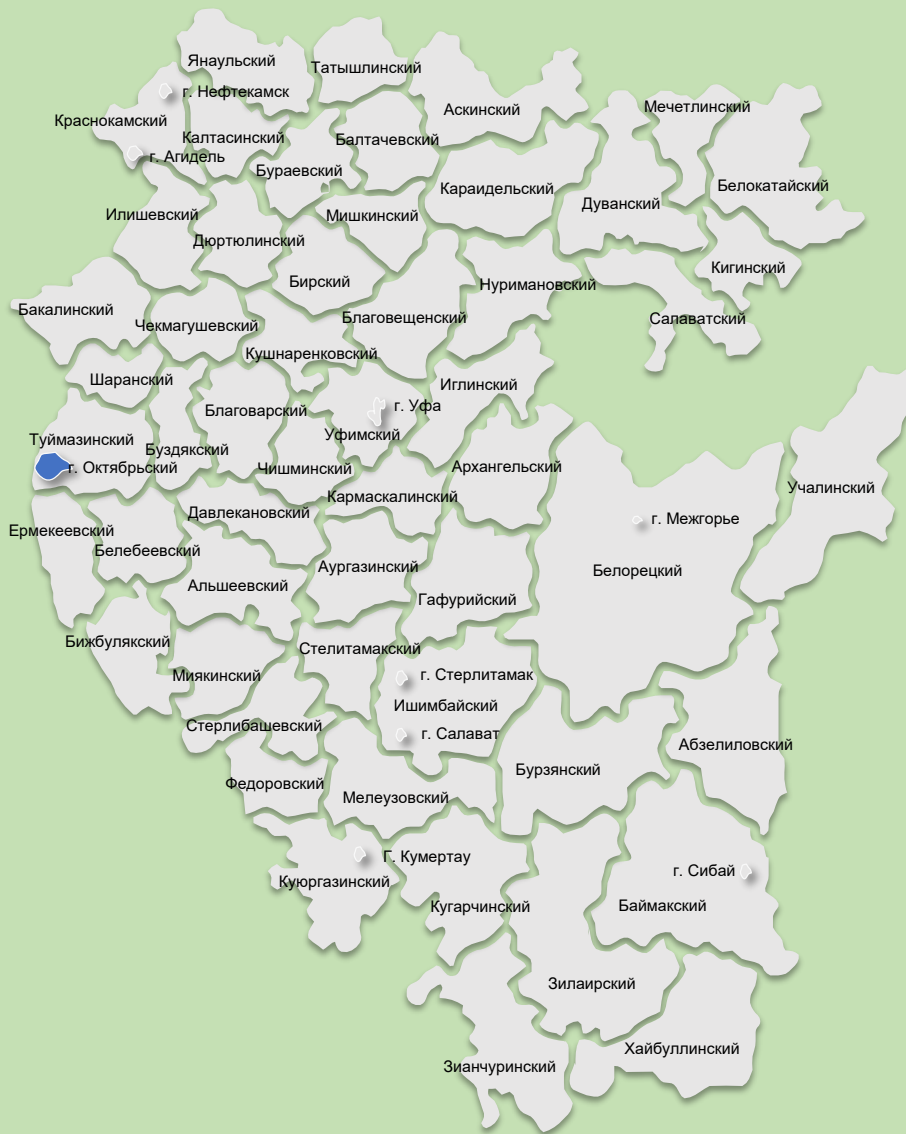 Янаульский
Татышлинский
г. Нефтекамск
Аскинский
Мечетлинский
Краснокамский
Калтасинский
Балтачевский
г. Агидель
Бураевский
Караидельский
Белокатайский
Дуванский
Илишевский
Мишкинский
Дюртюлинский
Кигинский
Бирский
Нуримановский
Бакалинский
Благовещенский
Салаватский
Чекмагушевский
Кушнаренковский
Шаранский
Иглинский
г. Уфа
Благоварский
Уфимский
Туймазинский
Буздякский
г. Октябрьский
Чишминский
Архангельский
Учалинский
Кармаскалинский
Давлекановский
г. Межгорье
Ермекеевский
Белебеевский
Аургазинский
Белорецкий
Альшеевский
Гафурийский
Бижбулякский
Стелитамакский
Миякинский
г. Стерлитамак
Ишимбайский
Стерлибашевский
г. Салават
Абзелиловский
Бурзянский
Федоровский
Мелеузовский
Г. Кумертау
г. Сибай
Куюргазинский
Кугарчинский
Баймакский
Зилаирский
Хайбуллинский
Зианчуринский